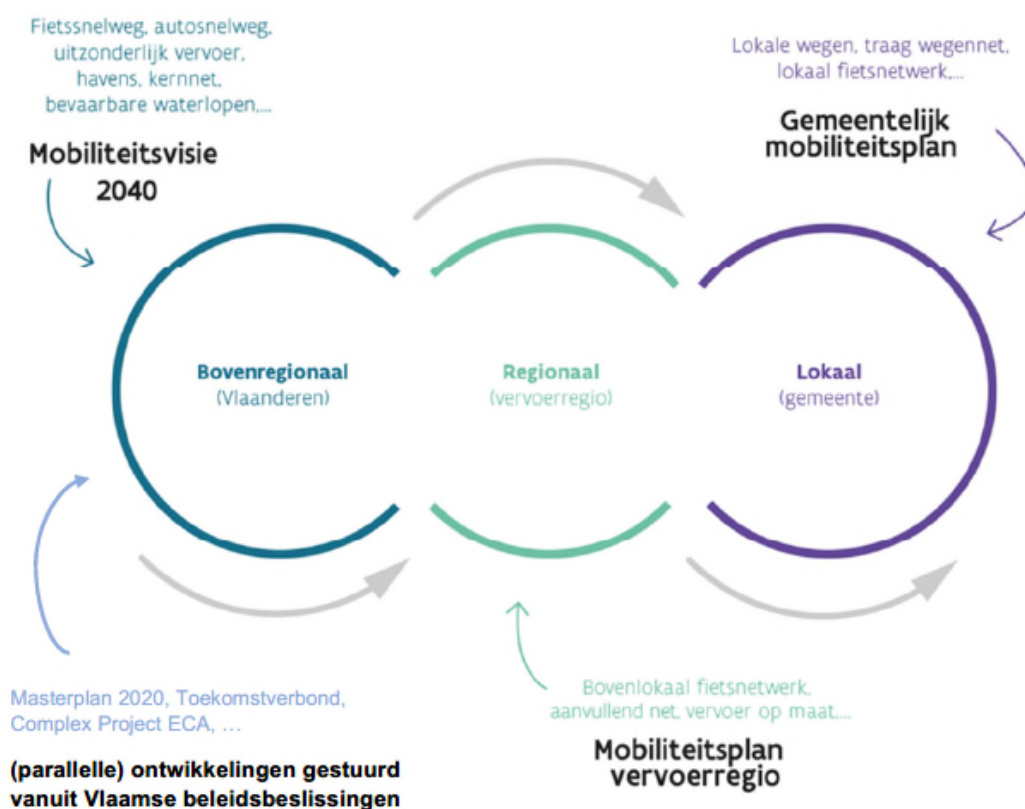 Fietssnelweg, autosnelweg,
uitzonderlijk vervoer,
havens, kernnet,
bevaarbare waterlopen,...
Mobiliteitsvisie
2040
Lokale wegen, traag wegennet,
lokaal fietsnetwerk,...
Gemeentelijk
mobiliteitsplan
Bovenregionaal
(Vlaanderen)
Regionaal
(vervoerregio)
Lokaal
(gemeente)
Masterplan 2020, Toekomstverbond,
Complex Project ECA, ...
(parallelle) ontwikkelingen gestuurd
vanuit Vlaamse beleidsbeslissingen
Bovenlokaal fietsnetwerk,
aanvullend net, vervoer op maat,...
Mobiliteitsplan
vervoerregio